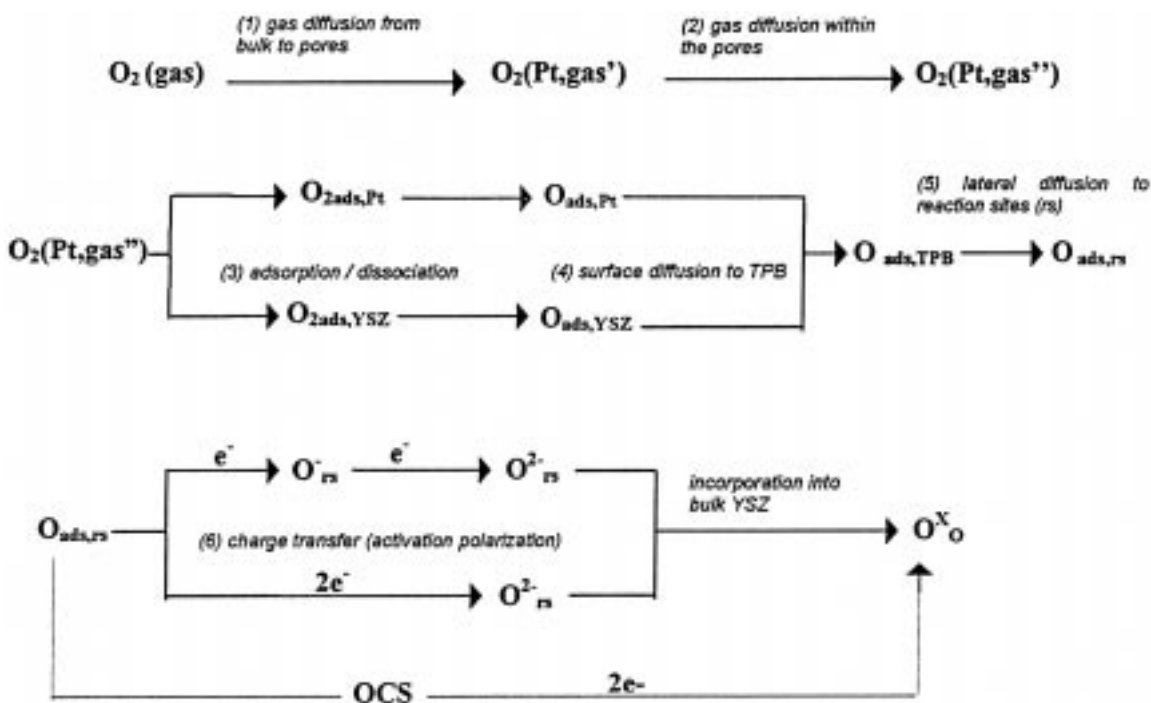 (1) gas diffusion from
bulk to pores
(2) gas diffusion within
the pores
O₂ (gas)
O₂(Pt,gas')
O₂(Pt,gas'')
O₂ads,Pt
Oads,Pt
(5) lateral diffusion to
reaction sites (rs)
O₂(Pt,gas'')
(3) adsorption / dissociation
(4) surface diffusion to TPB
O ads,TPB
O ads,rs
O₂ads,YSZ
Oads,YSZ
e⁻
O⁻rs
e⁻
O²⁻rs
incorporation into
bulk YSZ
Oads,rs
(6) charge transfer (activation polarization)
OˣO
2e⁻
O²⁻rs
OCS
2e-